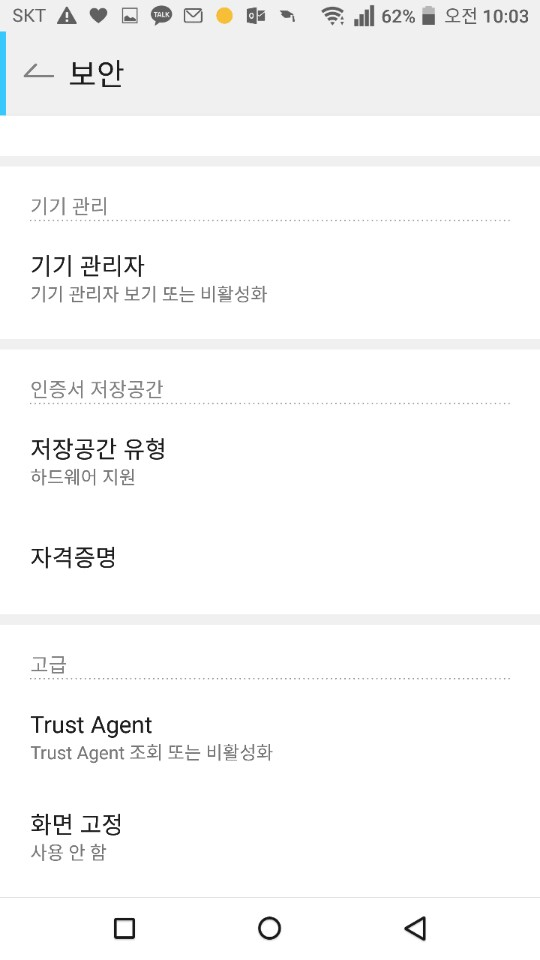 SKT TALK 62% 오전 10:03
보안
기기 관리
기기 관리자
기기 관리자 보기 또는 비활성화
인증서 저장공간
저장공간 유형
하드웨어 지원
자격증명
고급
Trust Agent
Trust Agent 조회 또는 비활성화
화면 고정
사용 안 함